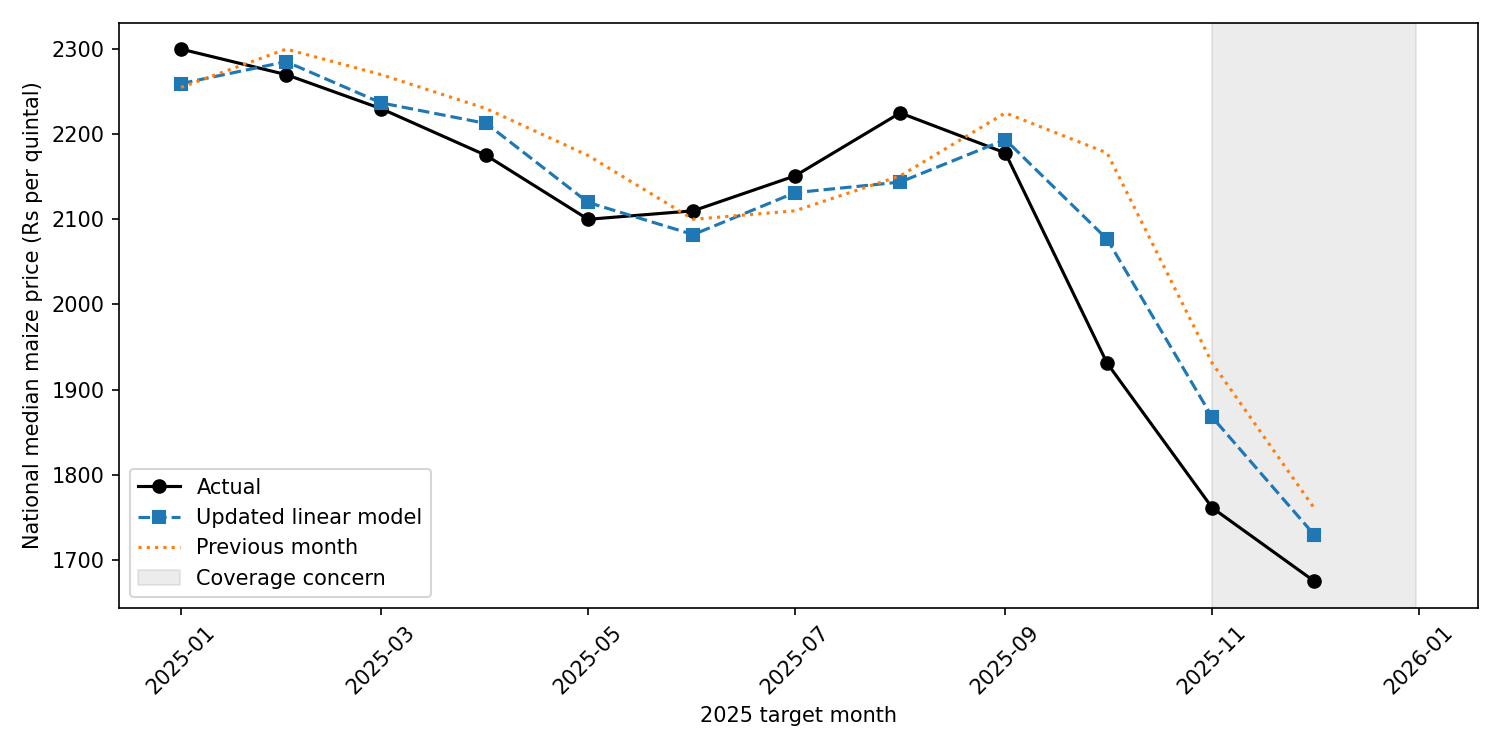 National median maize price (Rs per quintal)
2300
2200
2100
2000
1900
1800
1700
Actual
Updated linear model
Previous month
Coverage concern
2025-01
2025-03
2025-05
2025-07
2025-09
2025-11
2026-01
2025 target month